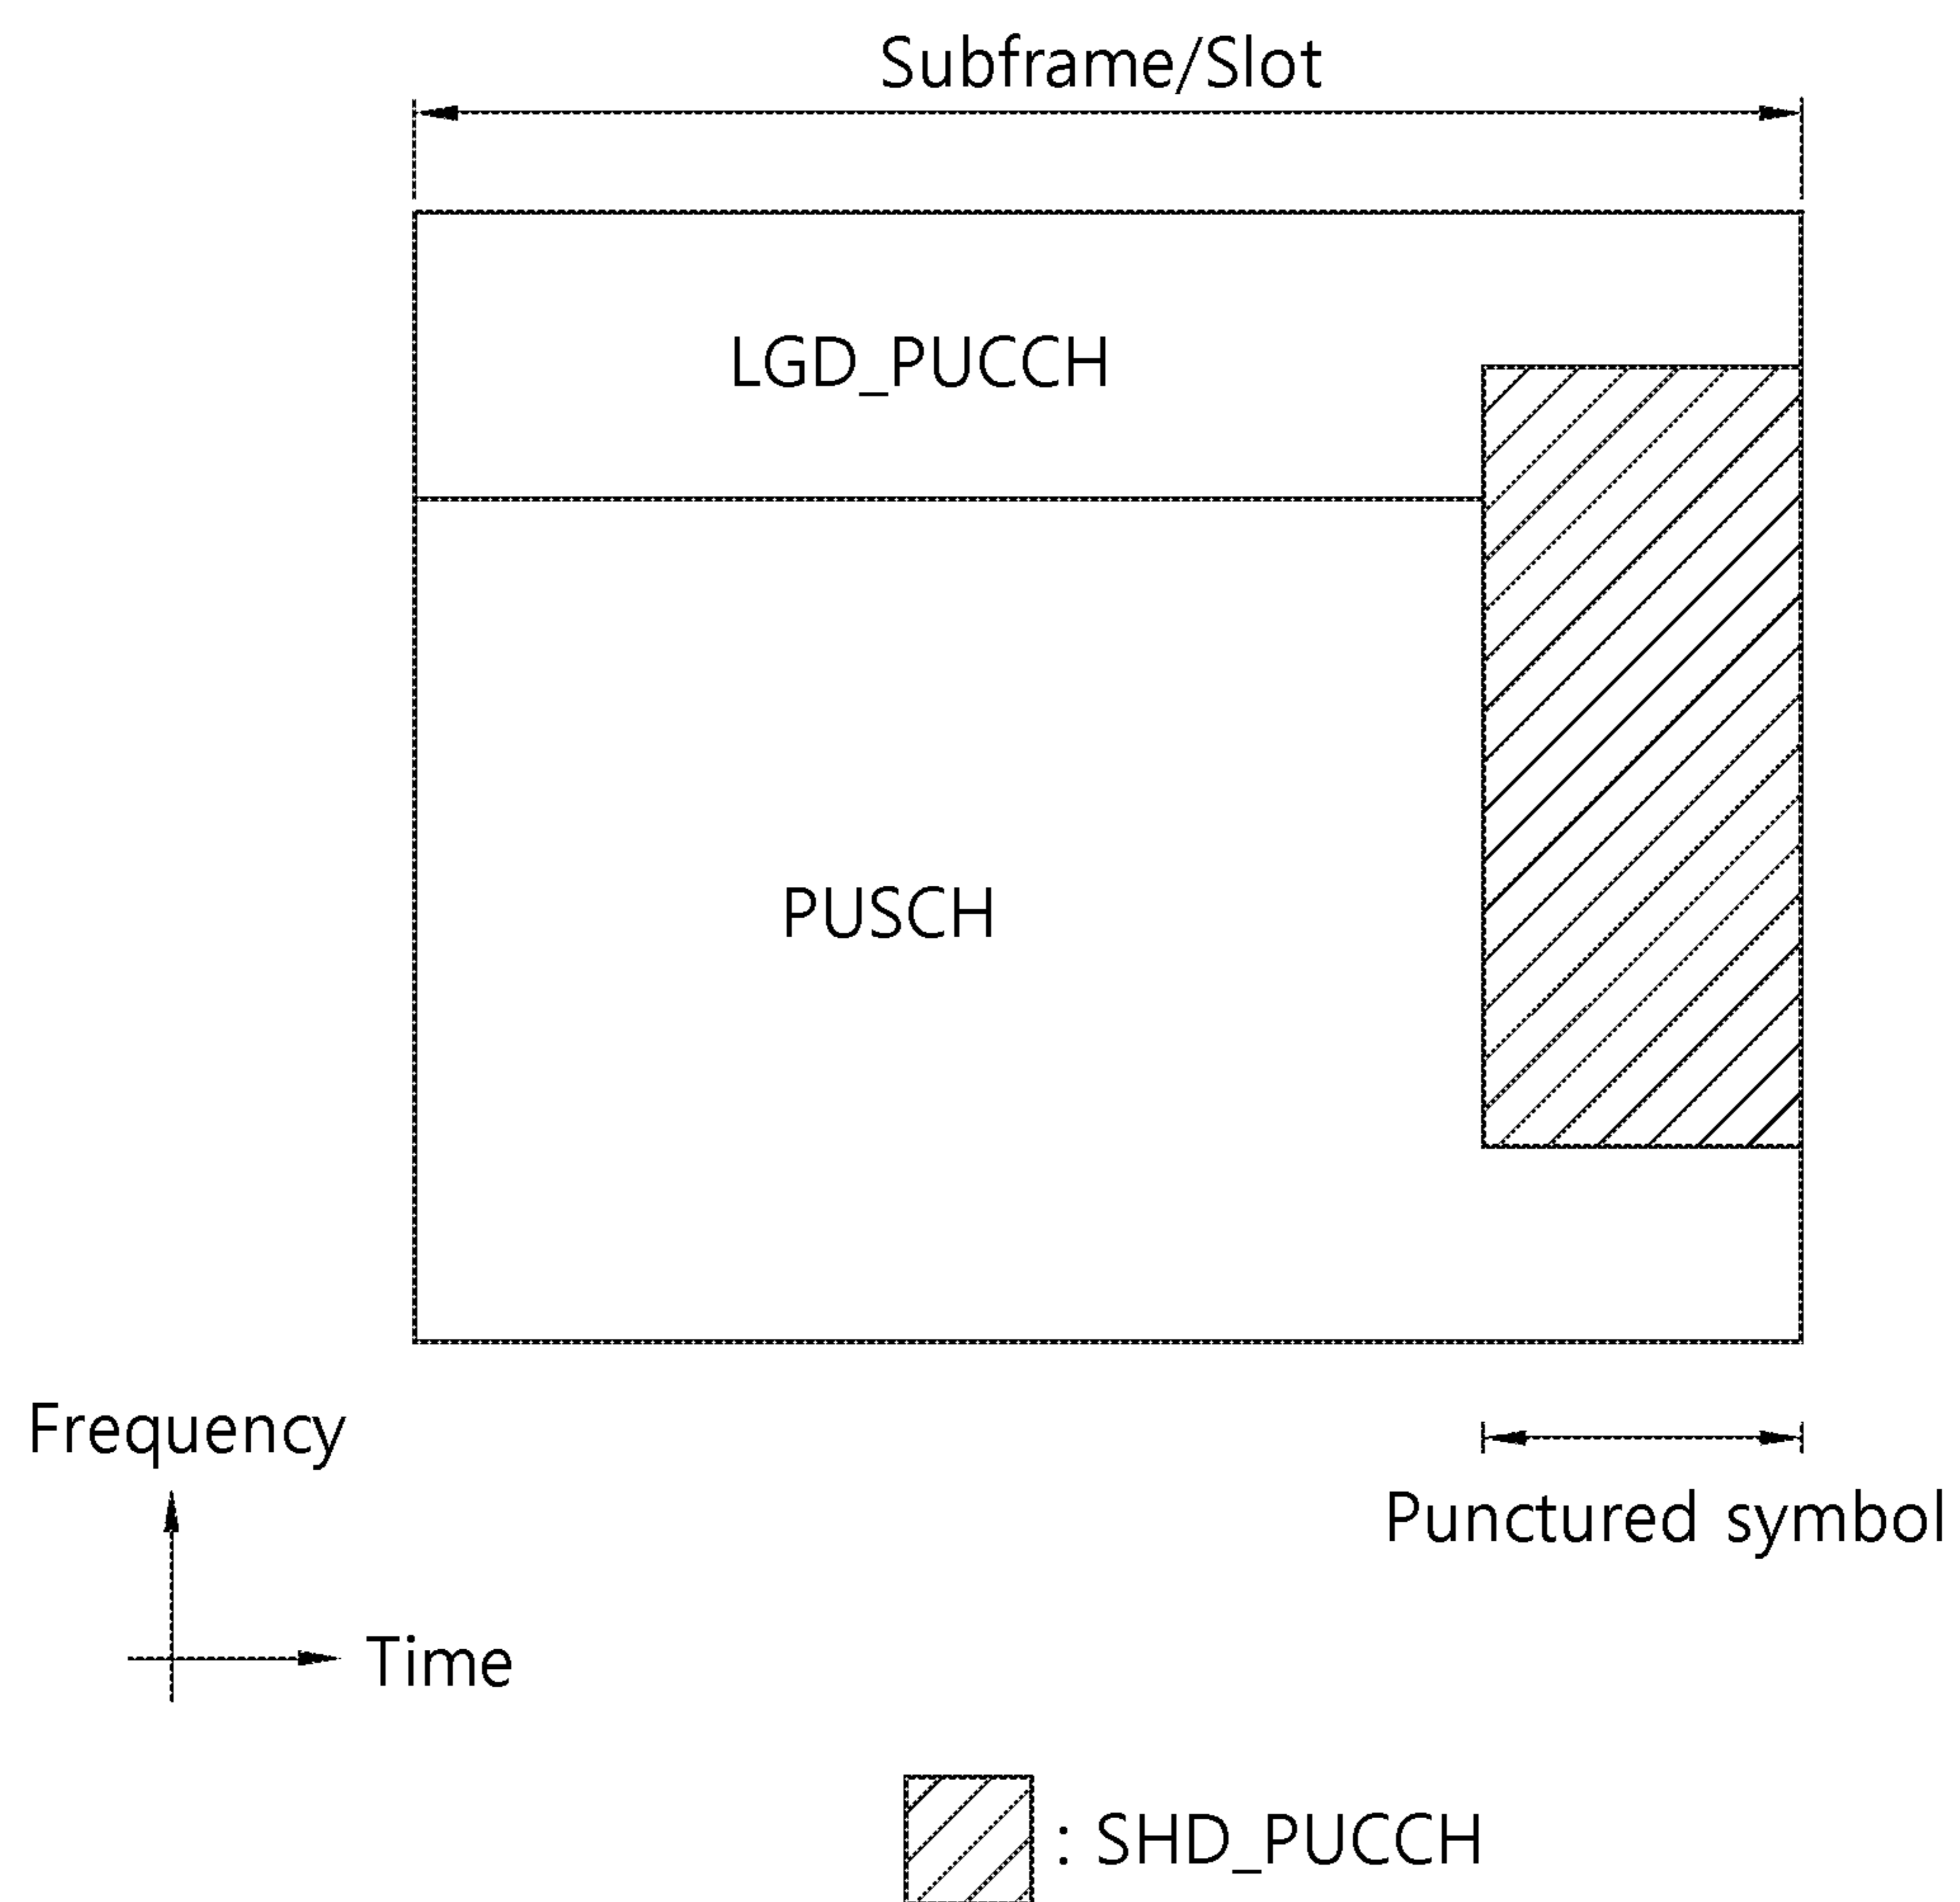 Subframe/Slot
LGD_PUCCH
PUSCH
Frequency
Punctured symbol
Time
: SHD_PUCCH